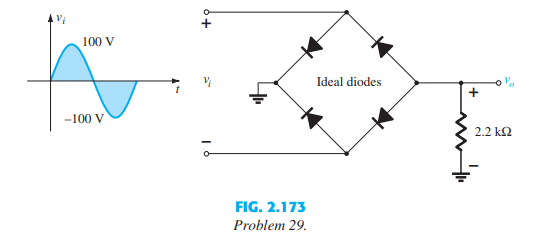 vi
100 V
t
–100 V
+
vi
–
Ideal diodes
vo
+
2.2 kΩ
–
FIG. 2.173
Problem 29.